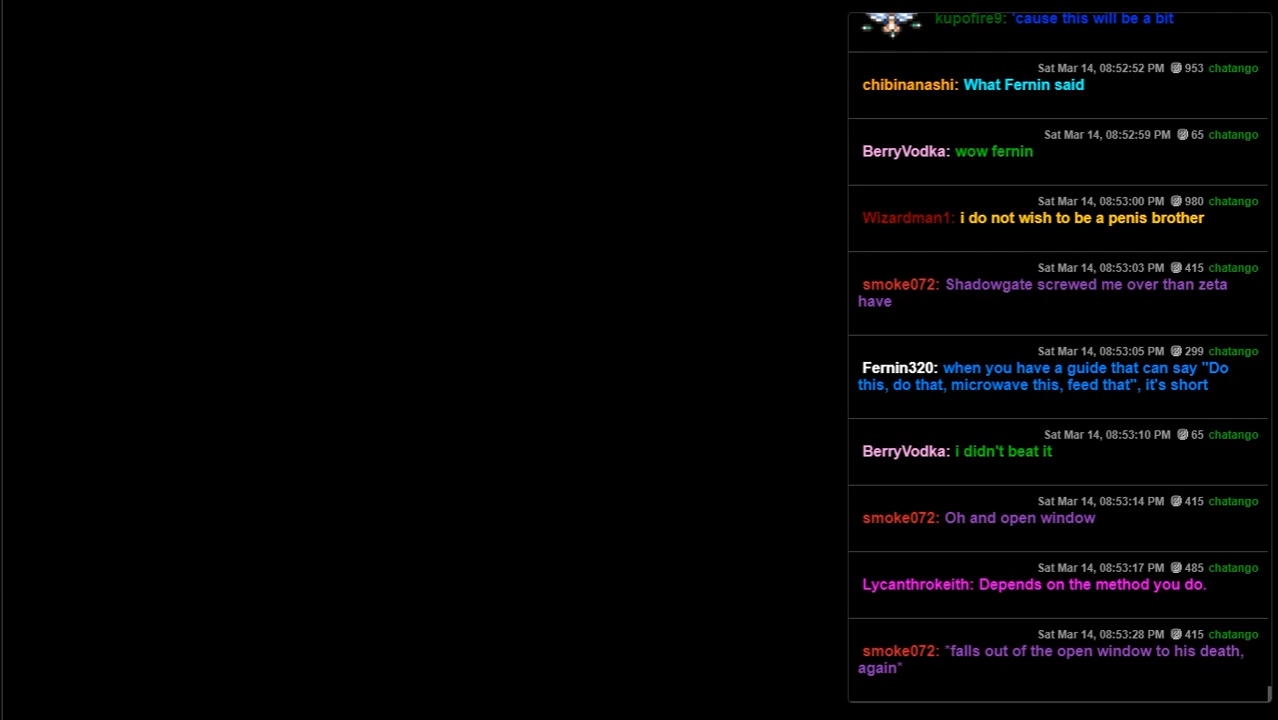 kupofire9: 'cause this will be a bit
Sat Mar 14, 08:52:52 PM 953 chatango
chibinanashi: What Fernin said
Sat Mar 14, 08:52:59 PM 65 chatango
BerryVodka: wow fernin
Sat Mar 14, 08:53:00 PM 980 chatango
Wizardman1: i do not wish to be a penis brother
Sat Mar 14, 08:53:03 PM 415 chatango
smoke072: Shadowgate screwed me over than zeta
have
Sat Mar 14, 08:53:05 PM 299 chatango
Fernin320: when you have a guide that can say "Do
this, do that, microwave this, feed that", it's short
Sat Mar 14, 08:53:10 PM 65 chatango
BerryVodka: i didn't beat it
Sat Mar 14, 08:53:14 PM 415 chatango
smoke072: Oh and open window
Sat Mar 14, 08:53:17 PM 485 chatango
Lycanthrokeith: Depends on the method you do.
Sat Mar 14, 08:53:28 PM 415 chatango
smoke072: *falls out of the open window to his death,
again*